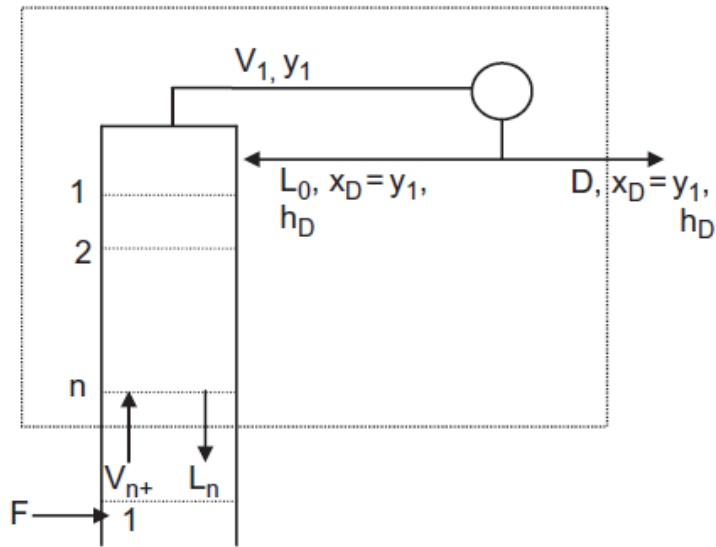 V1, y1
L0, xD = y1,
hD
D, xD = y1,
hD
1
2
n
Vn+
Ln
F
1